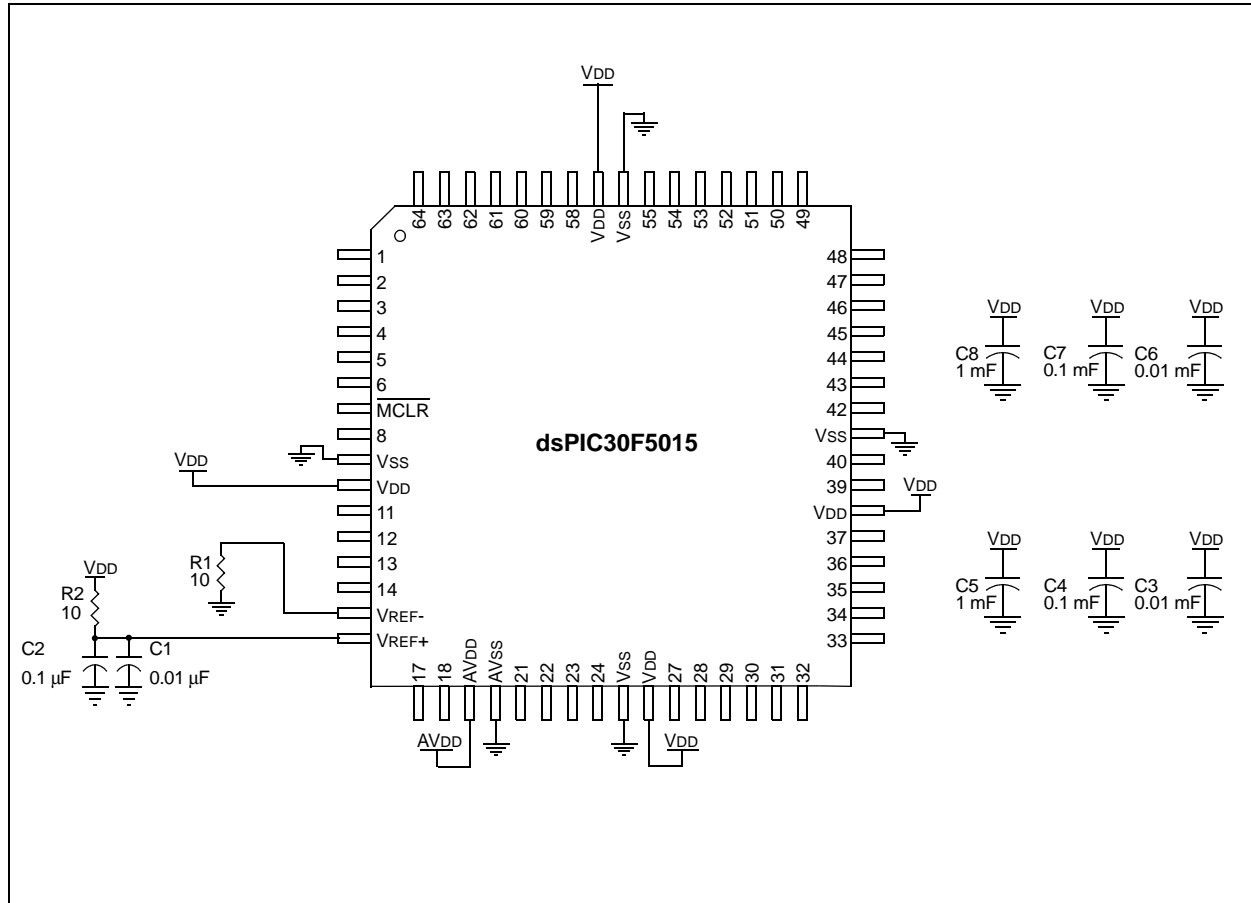 VDD
64 63 62 61 60 59 58 VDD VSS 55 54 53 52 51 50 49
1
2
3
4
5
6
MCLR
8
VSS
VDD
11
12
13
14
VREF-
VREF+
dsPIC30F5015
48
47
46
45
44
43
42
VSS
40
39
VDD
37
36
35
34
33
17 18 AVDD AVSS 21 22 23 24 VSS VDD 27 28 29 30 31 32
AVDD
VDD
VDD
VDD
R1
10
VDD
R2
10
C2
0.1 μF
C1
0.01 μF
VDD
C8
1 mF
VDD
C7
0.1 mF
VDD
C6
0.01 mF
VDD
C5
1 mF
VDD
C4
0.1 mF
VDD
C3
0.01 mF